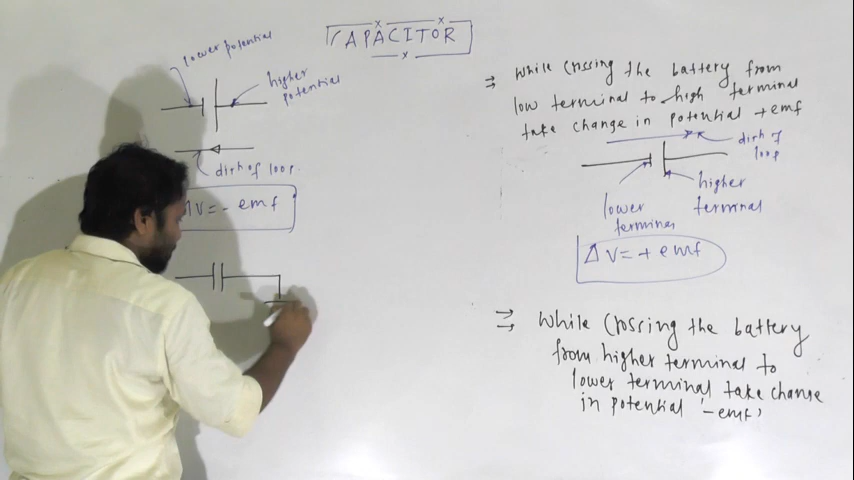 CAPACITOR
lower potential
higher
potential
dirn of loop.
ΔV = - emf
⇒ While crossing the battery from
low terminal to high terminal
take change in potential + emf
dirn of
loop
lower
terminal
higher
terminal
ΔV = + emf
⇒ While crossing the battery
from higher terminal to
lower terminal take change
in potential '-emf'